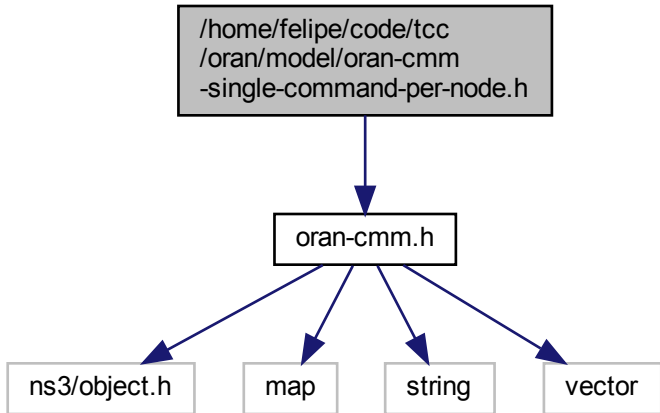 /home/felipe/code/tcc
/oran/model/oran-cmm
-single-command-per-node.h
oran-cmm.h
ns3/object.h
map
string
vector